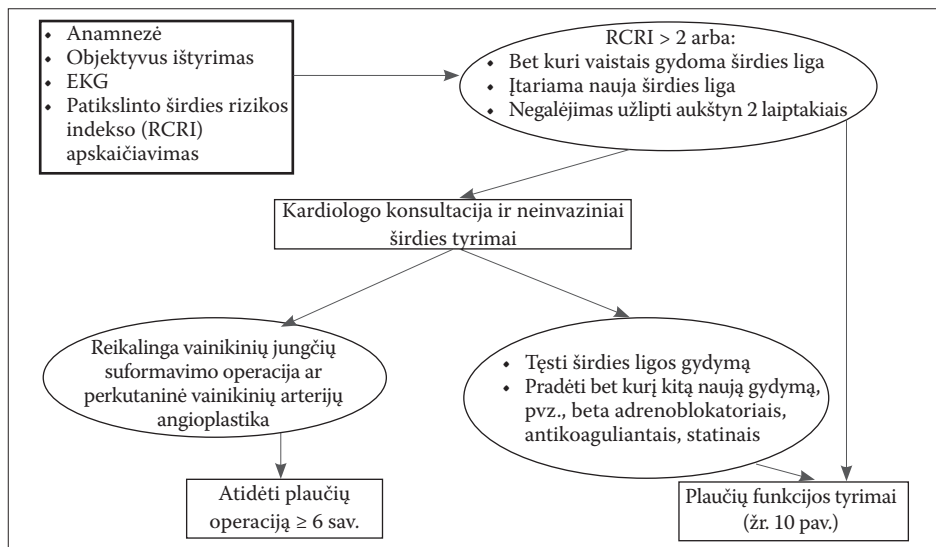 • Anamnezė
• Objektyvus ištyrimas
• EKG
• Patikslinto širdies rizikos
indekso (RCRI)
apskaičiavimas
RCRI > 2 arba:
• Bet kuri vaistais gydoma širdies liga
• Įtariama nauja širdies liga
• Negalėjimas užlipti aukštyn 2 laiptakiais
Kardiologo konsultacija ir neinvaziniai
širdies tyrimai
Reikalinga vainikinių jungčių
suformavimo operacija ar
perkutaninė vainikinių arterijų
angioplastika
• Tęsti širdies ligos gydymą
• Pradėti bet kurį kitą naują gydymą,
pvz., beta adrenoblokatoriais,
antikoaguliantais, statinais
Atidėti plaučių
operaciją ≥ 6 sav.
Plaučių funkcijos tyrimai
(žr. 10 pav.)